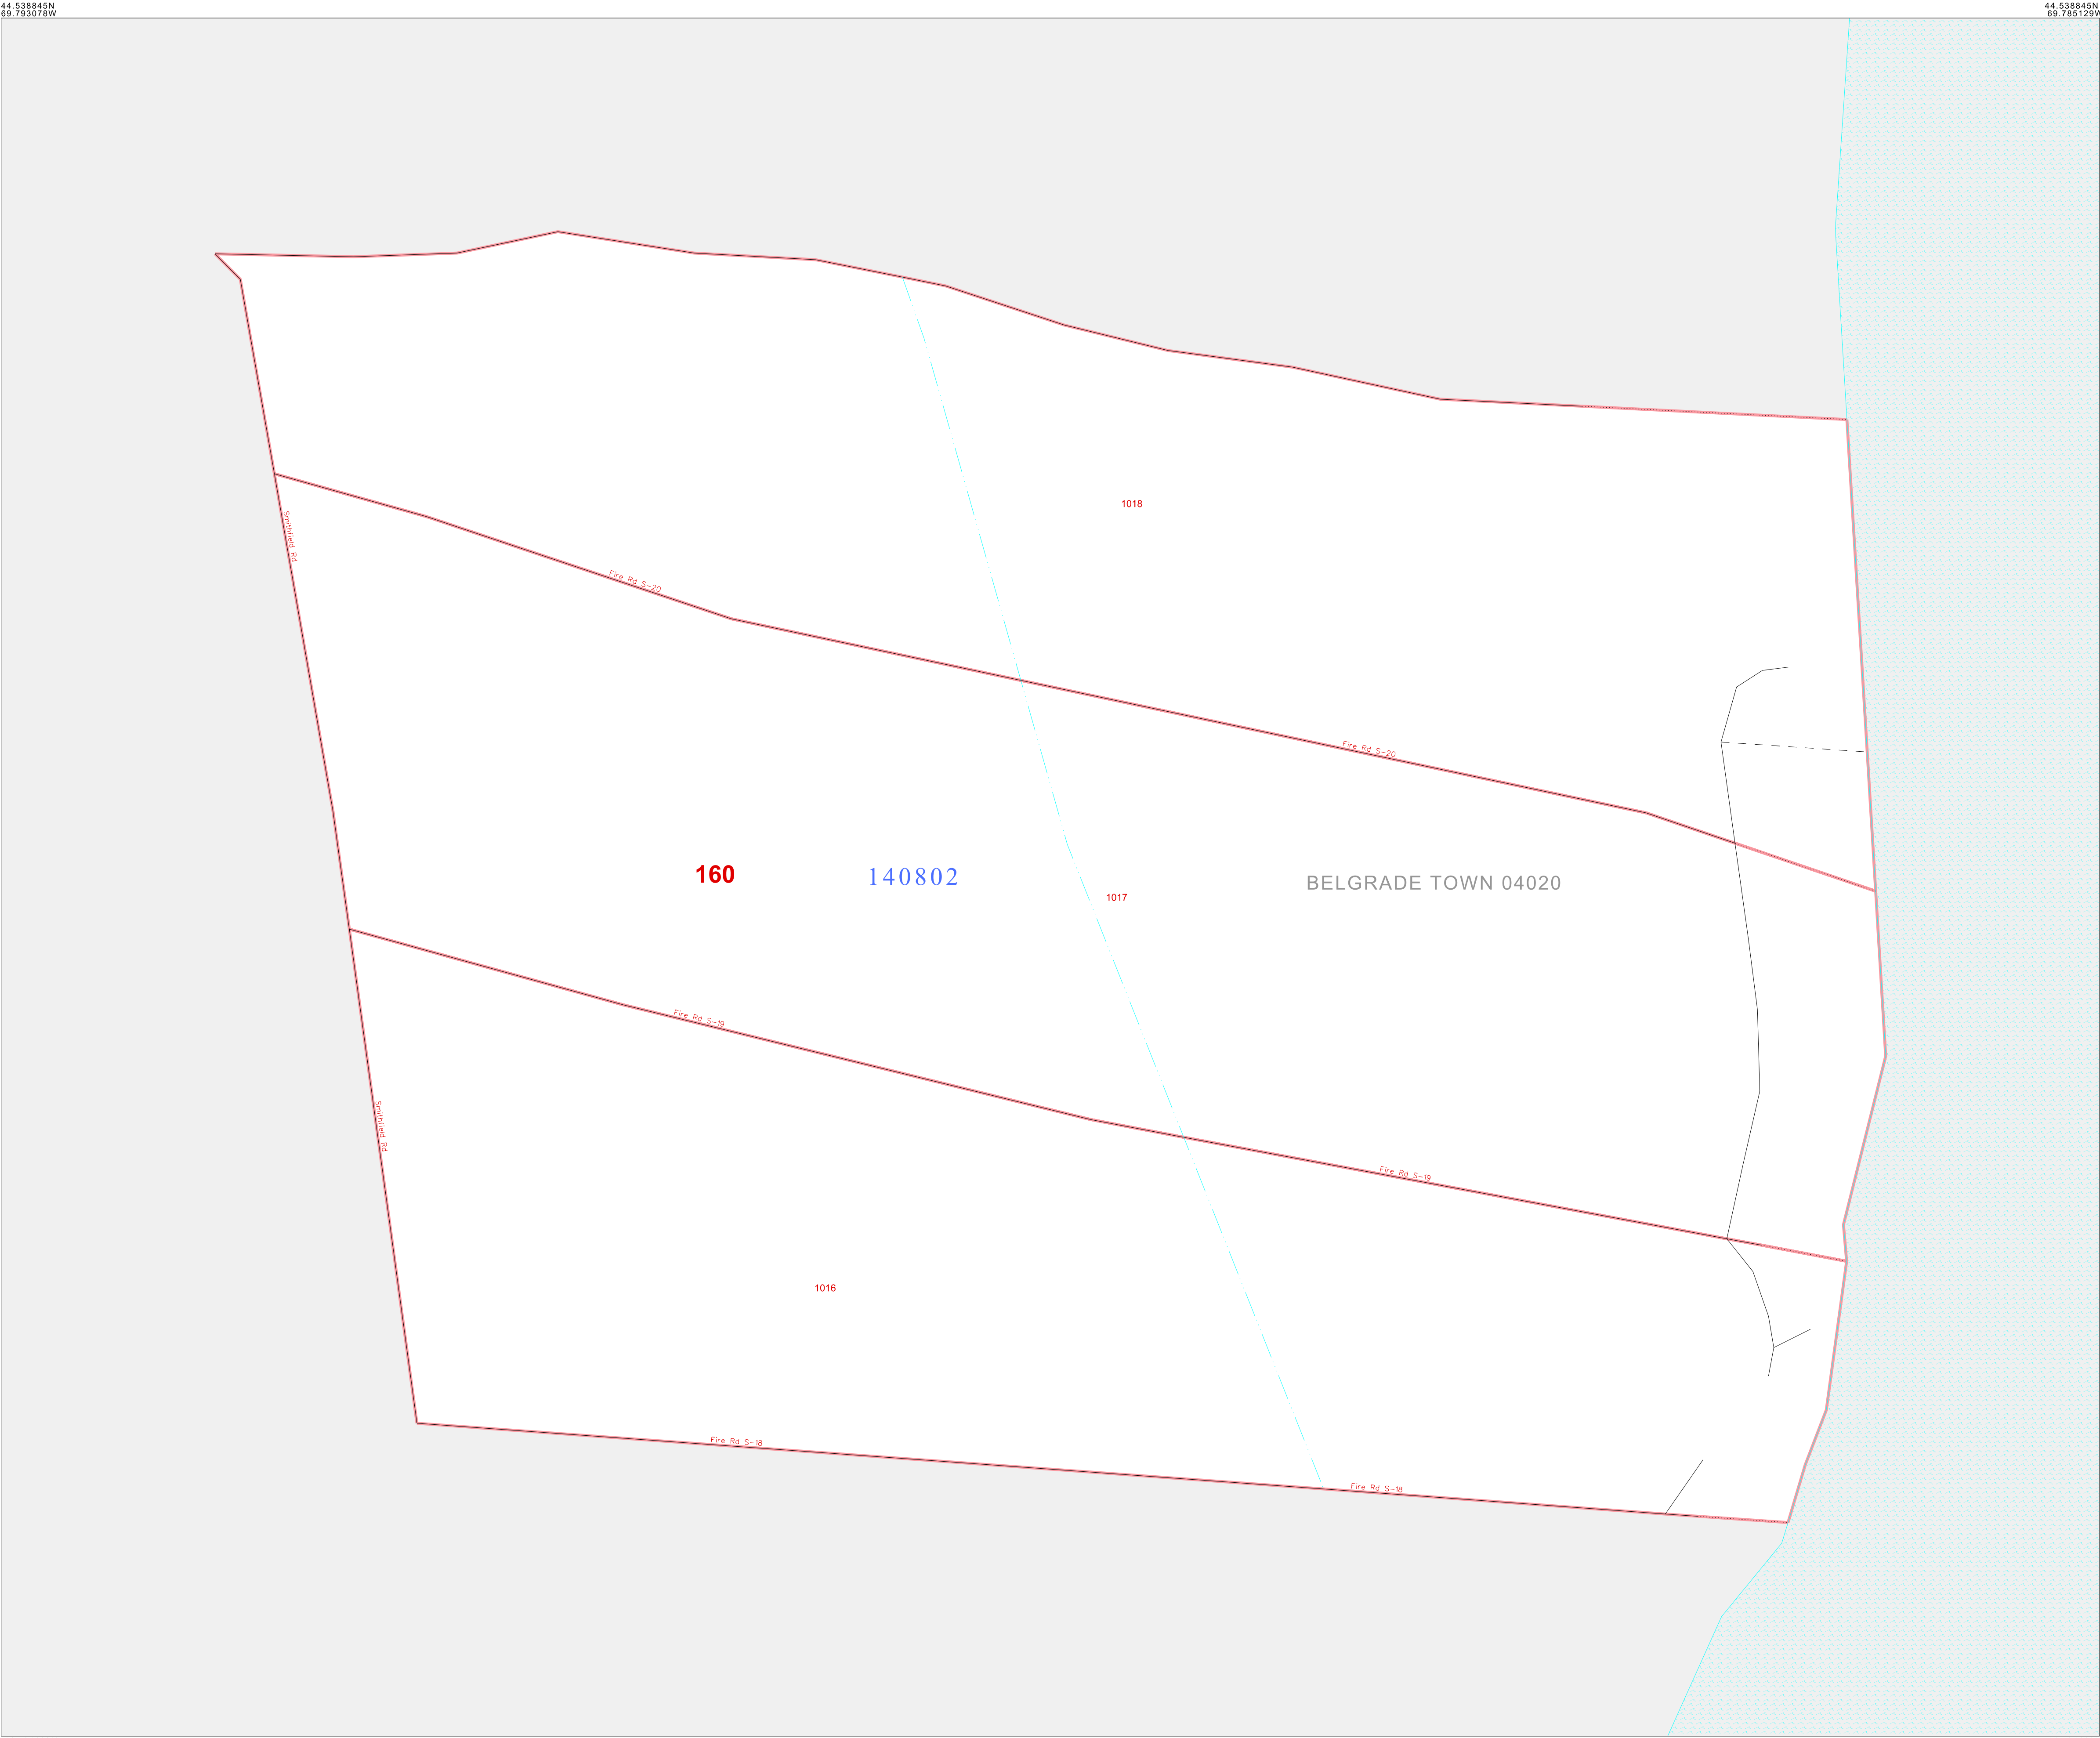 44.538845N
69.793078W
44.538845N
69.785129W
1018
Smithfield Rd
Fire Rd S-20
Fire Rd S-20
160
140802
BELGRADE TOWN 04020
1017
Fire Rd S-19
Smithfield Rd
Fire Rd S-19
1016
Fire Rd S-18
Fire Rd S-18